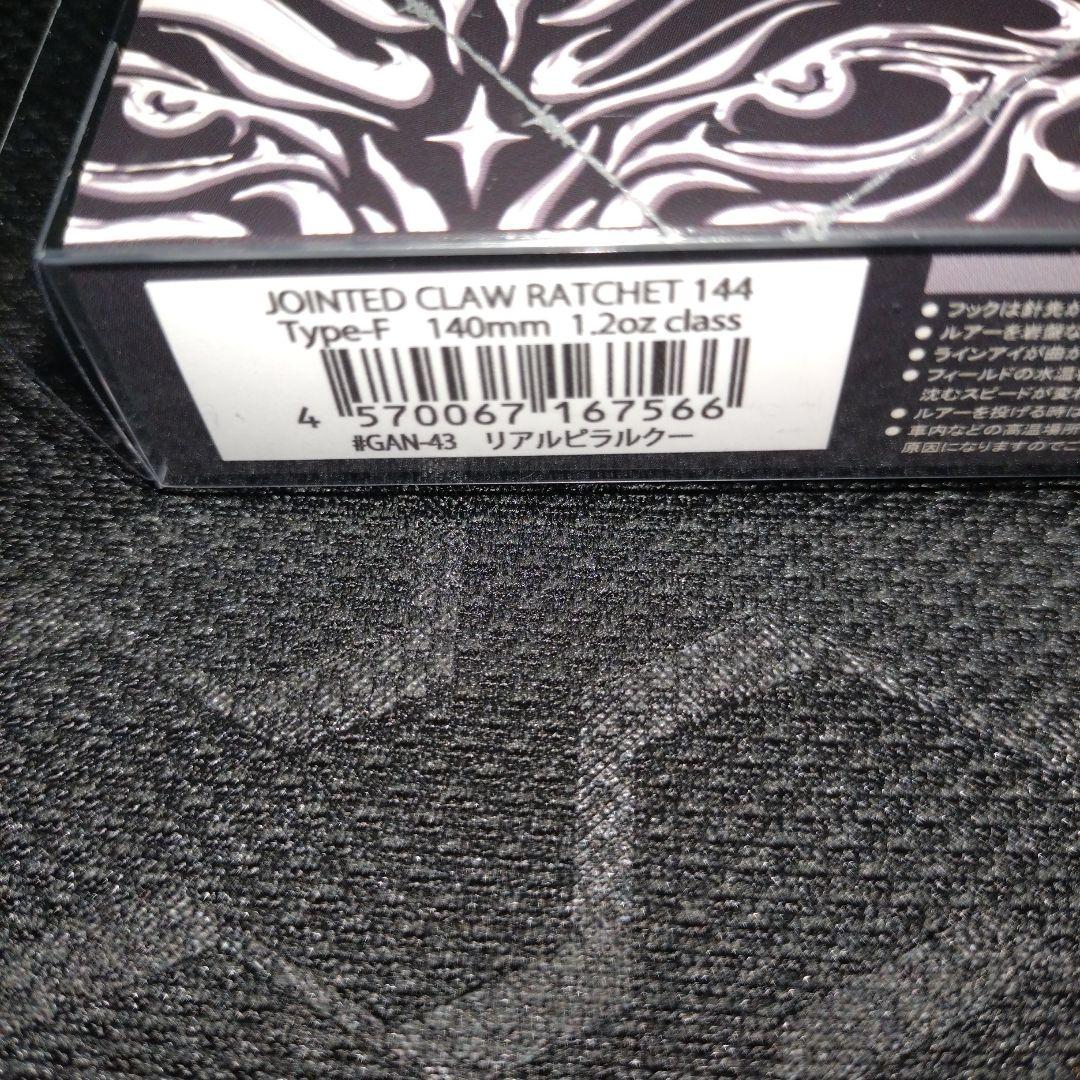 JOINTED CLAW RATCHET 144
Type-F 140mm 1.2oz class
4 570067 167566
#GAN-43 リアルピラルクー
● フックは針先が
● ルアーを岩盤な
● ラインアイが曲が
● フィールドの水温
沈むスピードが変わ
● ルアーを投げる時は
● 車内などの高温場所
原因になりますのでご